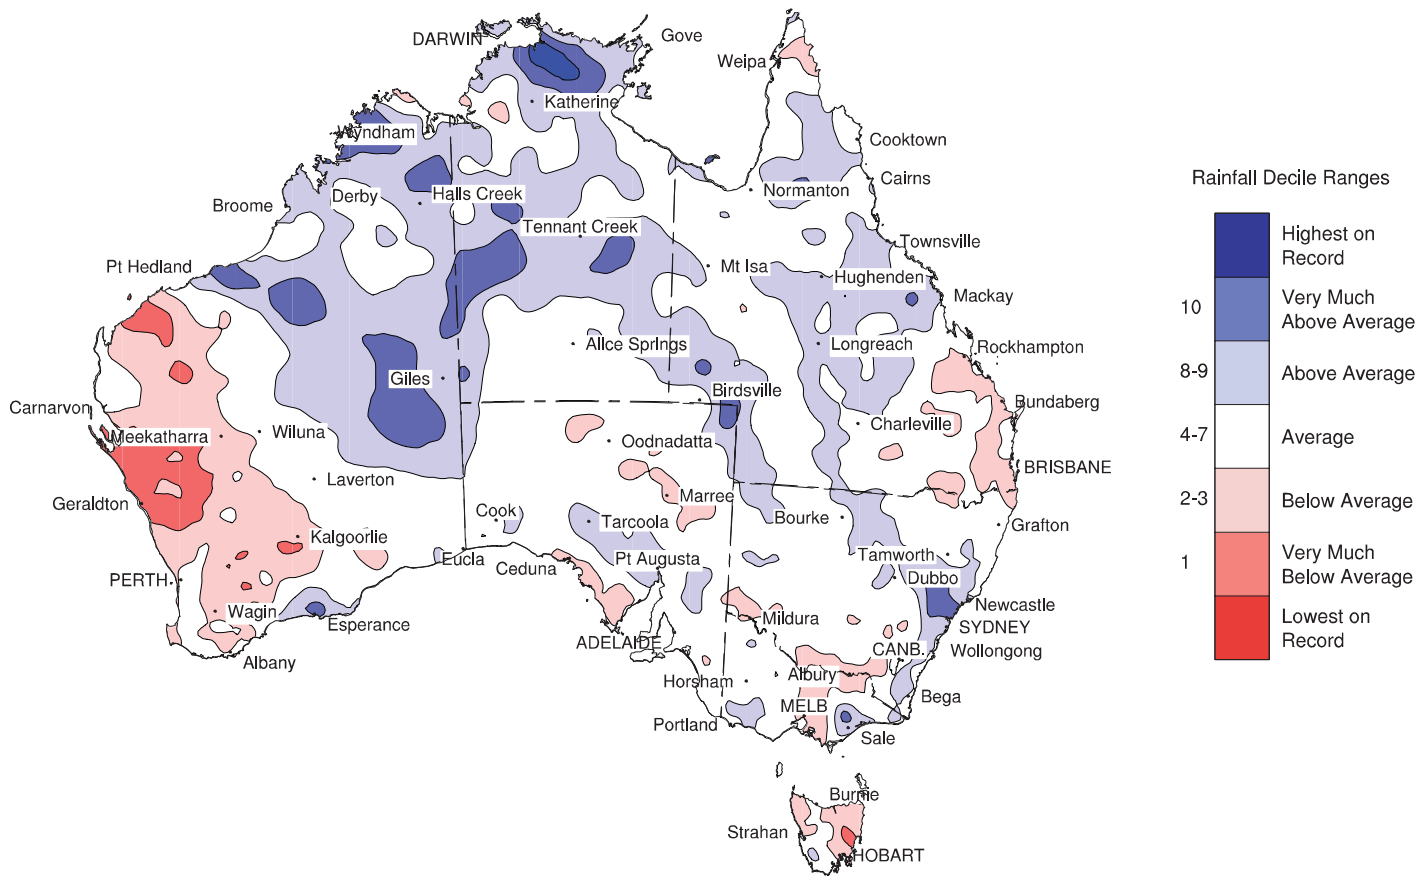 DARWIN
Gove
Weipa
Katherine
Wyndham
Cooktown
Cairns
Derby
Halls Creek
Normanton
Broome
Tennant Creek
Townsville
Pt Hedland
Mt Isa
Hughenden
Mackay
Alice Springs
Longreach
Rockhampton
Giles
Birdsville
Carnarvon
Bundaberg
Meekatharra
Wiluna
Oodnadatta
Charleville
BRISBANE
Laverton
Marree
Geraldton
Cook
Tarcoola
Bourke
Grafton
Kalgoorlie
Eucla
Ceduna
Pt Augusta
Tamworth
PERTH
Dubbo
Wagin
Esperance
Mildura
Newcastle
SYDNEY
ADELAIDE
CANB.
Wollongong
Albany
Horsham
Albury
Bega
Portland
MELB
Sale
Burnie
Strahan
HOBART
Rainfall Decile Ranges
Highest on
Record
10
Very Much
Above Average
8-9
Above Average
4-7
Average
2-3
Below Average
1
Very Much
Below Average
Lowest on
Record